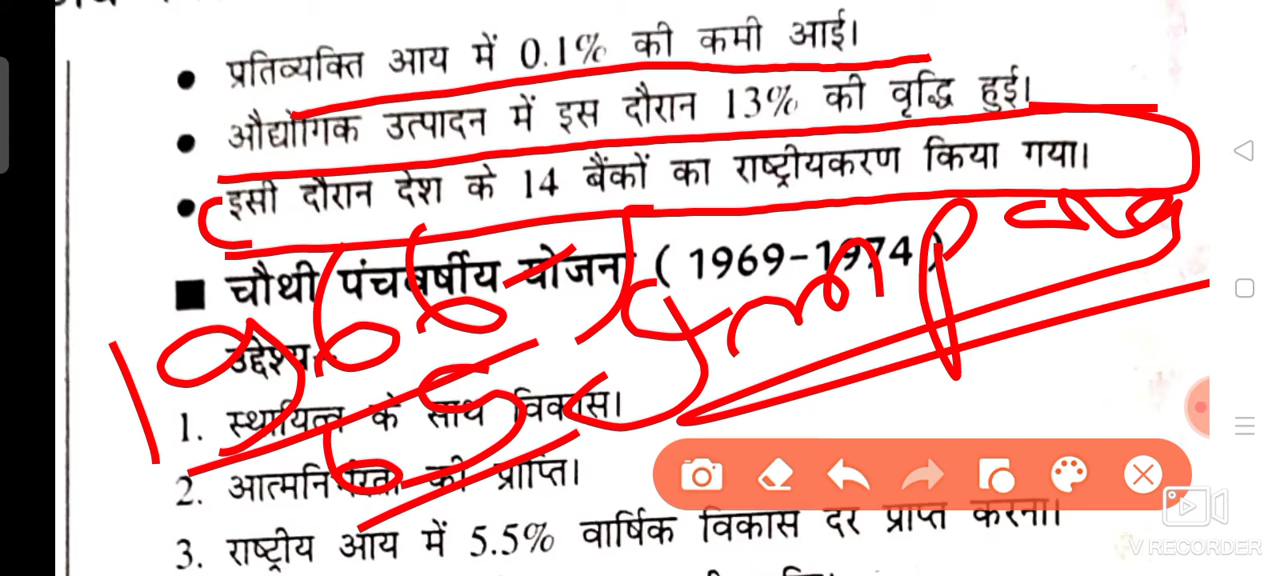 प्रतिव्यक्ति आय में 0.1% की कमी आई।
औद्योगिक उत्पादन में इस दौरान 13% की वृद्धि हुई।
इसी दौरान देश के 14 बैंकों का राष्ट्रीयकरण किया गया।
चौथी पंचवर्षीय योजना (1969-1974)
उद्देश्य-
1. स्थायित्व के साथ विकास।
2. आत्मनिर्भरता की प्राप्ति।
3. राष्ट्रीय आय में 5.5% वार्षिक विकास दर प्राप्त करना।
1966-
V RECORDER